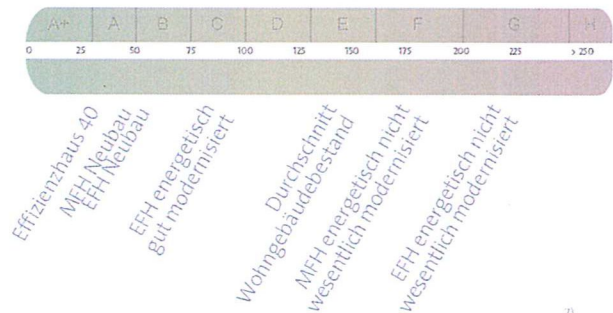 A+ A B C D E F G H
0 25 50 75 100 125 150 175 200 225 > 250
Effizienzhaus 40
MFH Neubau
EFH Neubau
EFH energetisch
gut modernisiert
Durchschnitt
Wohngebäudebestand
MFH energetisch nicht
wesentlich modernisiert
EFH energetisch nicht
wesentlich modernisiert